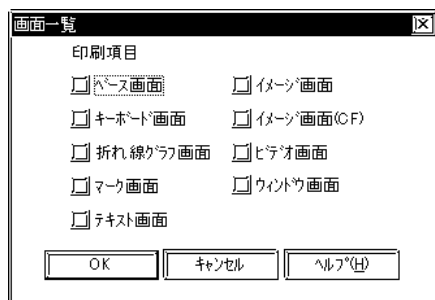 画面一覧
印刷項目
ﾍﾞｰｽ画面
ｲﾒｰｼﾞ画面
ｷｰﾎﾞｰﾄﾞ画面
ｲﾒｰｼﾞ画面(CF)
折れ線ｸﾞﾗﾌ画面
ﾋﾞﾃﾞｵ画面
ﾏｰｸ画面
ｳｨﾝﾄﾞｳ画面
ﾃｷｽﾄ画面
OK ｷｬﾝｾﾙ ﾍﾙﾌﾟ(H)